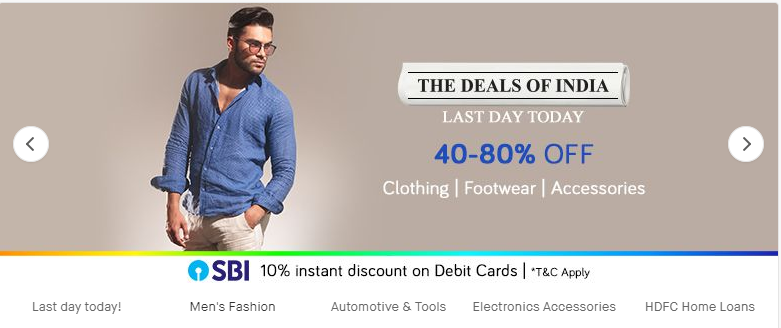 THE DEALS OF INDIA
LAST DAY TODAY
40-80% OFF
Clothing | Footwear | Accessories
SBI 10% instant discount on Debit Cards | *T&C Apply
Last day today! Men's Fashion Automotive & Tools Electronics Accessories HDFC Home Loans